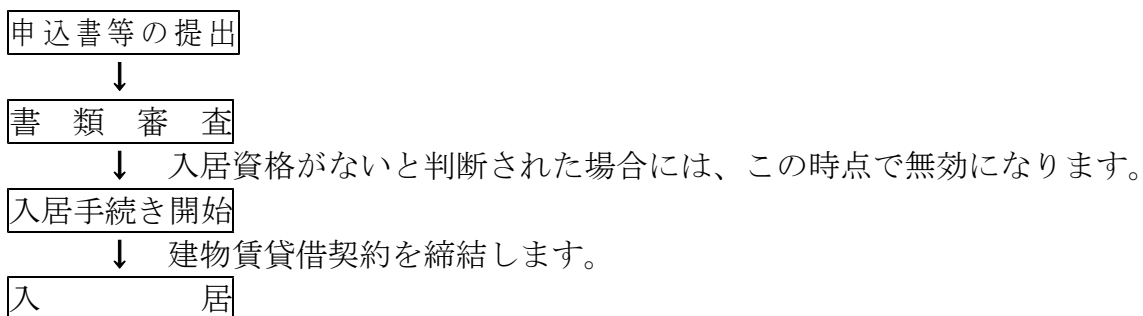 申込書等の提出
↓
書類審査
↓ 入居資格がないと判断された場合には、この時点で無効になります。
入居手続き開始
↓ 建物賃貸借契約を締結します。
入居